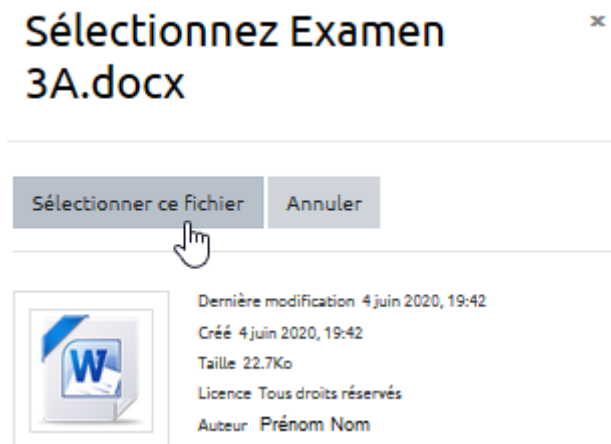 Sélectionnez Examen
3A.docx
×
Sélectionner ce fichier
Annuler
Dernière modification 4 juin 2020, 19:42
Créé 4 juin 2020, 19:42
Taille 22.7Ko
Licence Tous droits réservés
Auteur Prénom Nom
W